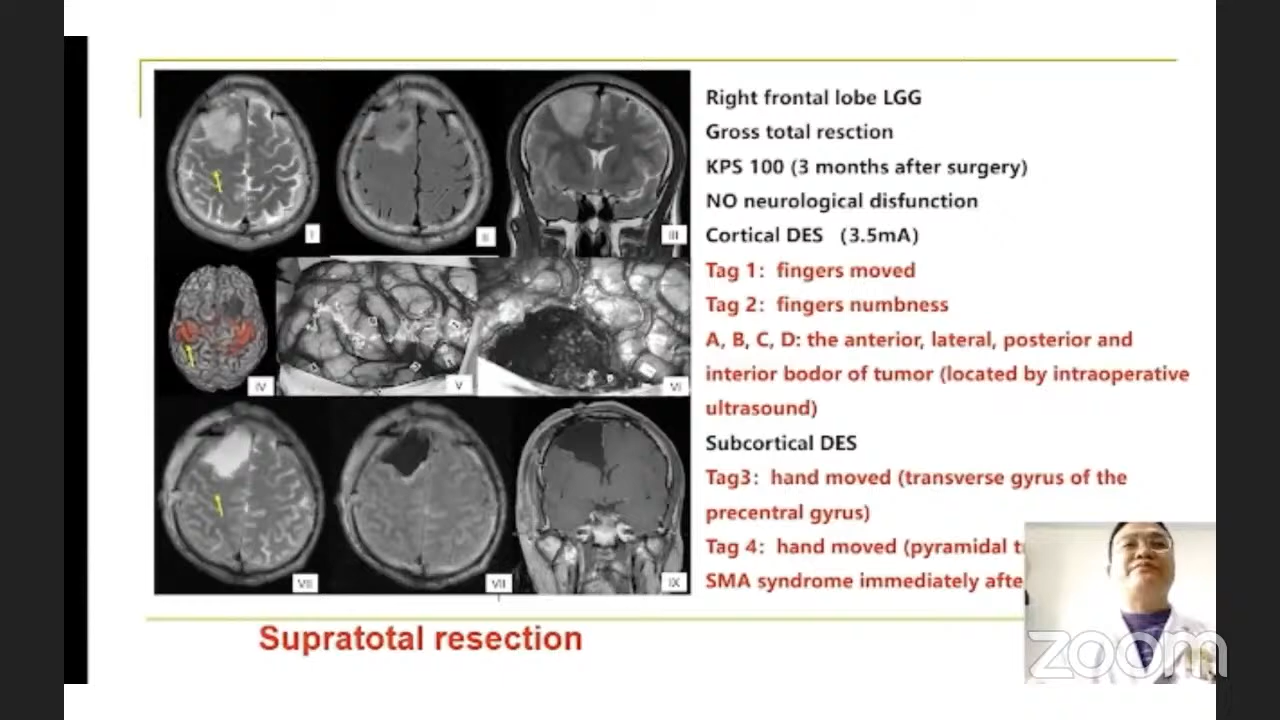 Right frontal lobe LGG
Gross total resction
KPS 100 (3 months after surgery)
NO neurological disfunction
Cortical DES (3.5mA)
Tag 1: fingers moved
Tag 2: fingers numbness
A, B, C, D: the anterior, lateral, posterior and
interior bodor of tumor (located by intraoperative
ultrasound)
Subcortical DES
Tag3: hand moved (transverse gyrus of the
precentral gyrus)
Tag 4: hand moved (pyramidal
SMA syndrome immediately
I
II
III
IV
V
VI
VII
VII
IX
Supratotal resection
zoom